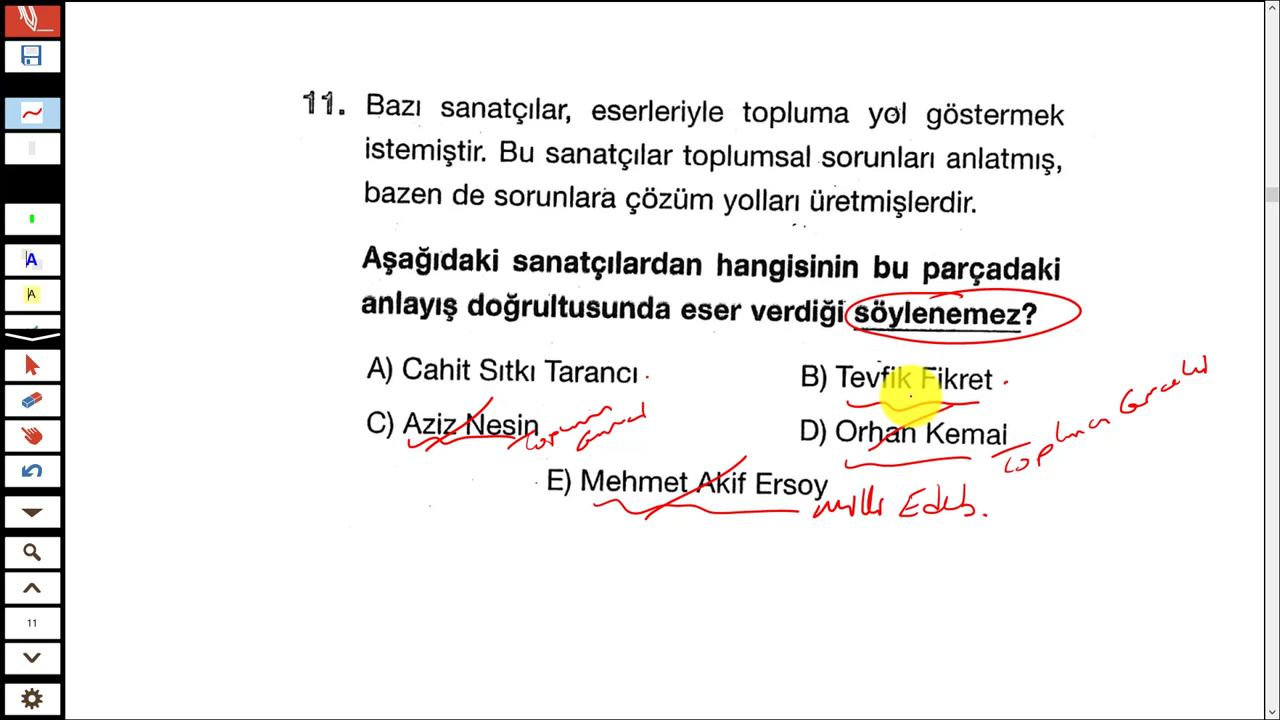 11. Bazı sanatçılar, eserleriyle topluma yol göstermek
istemiştir. Bu sanatçılar toplumsal sorunları anlatmış,
bazen de sorunlara çözüm yolları üretmişlerdir.
Aşağıdaki sanatçılardan hangisinin bu parçadaki
anlayış doğrultusunda eser verdiği söylenemez?
A) Cahit Sıtkı Tarancı
B) Tevfik Fikret
C) Aziz Nesin
D) Orhan Kemal
E) Mehmet Akif Ersoy
Milli Edeb.
A
A
11